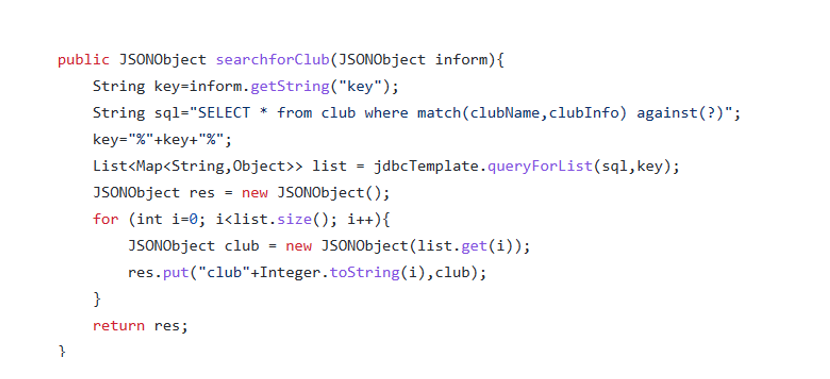 public JSONObject searchforClub(JSONObject inform){
    String key=inform.getString("key");
    String sql="SELECT * from club where match(clubName,clubInfo) against(?)";
    key="%"+key+"%";
    List<Map<String,Object>> list = jdbcTemplate.queryForList(sql,key);
    JSONObject res = new JSONObject();
    for (int i=0; i<list.size(); i++){
        JSONObject club = new JSONObject(list.get(i));
        res.put("club"+Integer.toString(i),club);
    }
    return res;
}